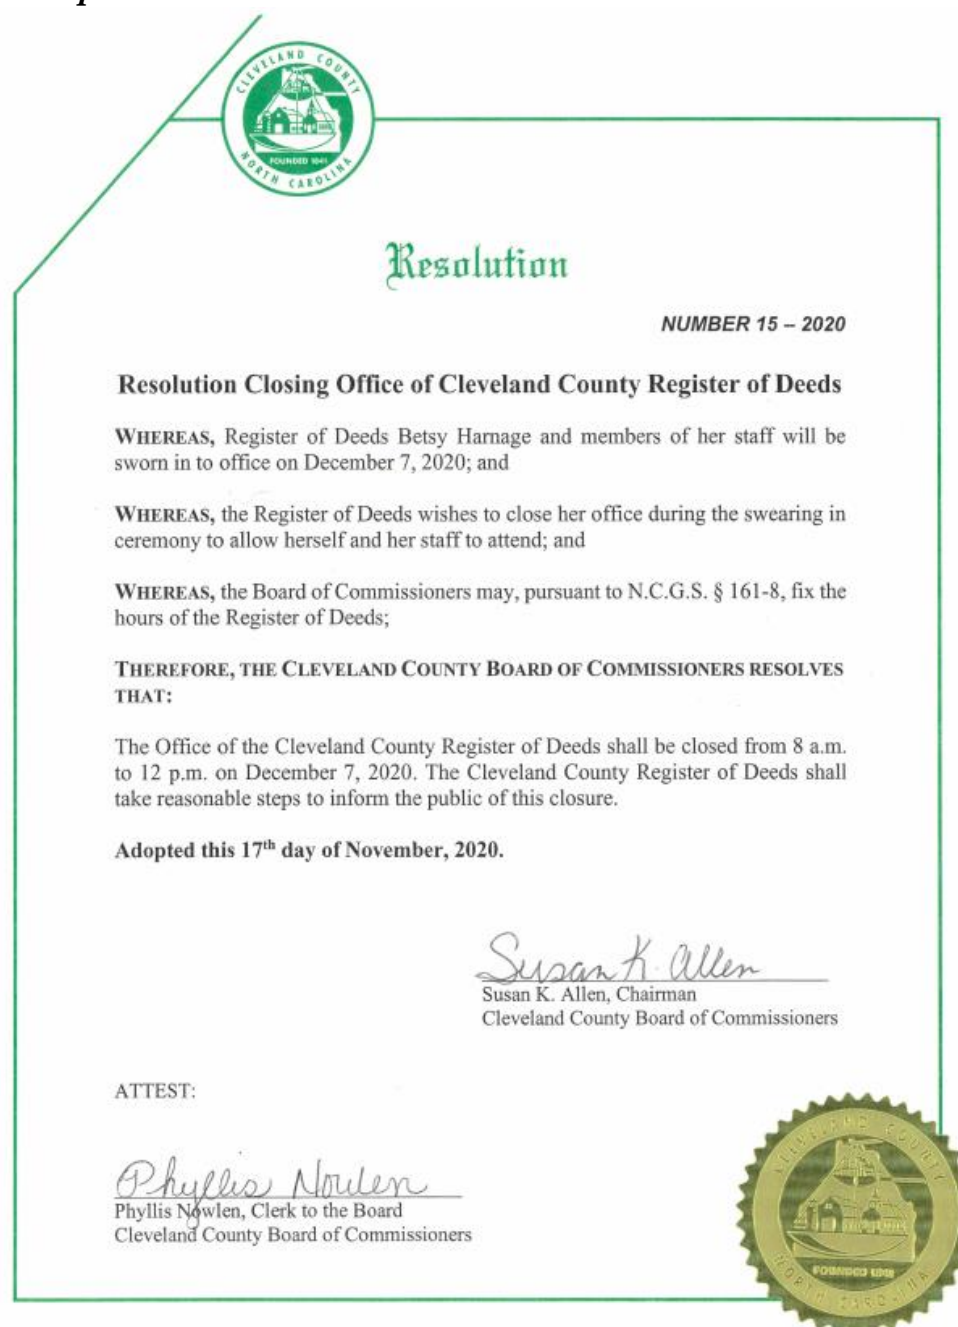 CLEVELAND COUNTY
FOUNDED 1841
NORTH CAROLINA
Resolution
NUMBER 15 – 2020
Resolution Closing Office of Cleveland County Register of Deeds
WHEREAS, Register of Deeds Betsy Harnage and members of her staff will be
sworn in to office on December 7, 2020; and
WHEREAS, the Register of Deeds wishes to close her office during the swearing in
ceremony to allow herself and her staff to attend; and
WHEREAS, the Board of Commissioners may, pursuant to N.C.G.S. § 161-8, fix the
hours of the Register of Deeds;
THEREFORE, THE CLEVELAND COUNTY BOARD OF COMMISSIONERS RESOLVES
THAT:
The Office of the Cleveland County Register of Deeds shall be closed from 8 a.m.
to 12 p.m. on December 7, 2020. The Cleveland County Register of Deeds shall
take reasonable steps to inform the public of this closure.
Adopted this 17th day of November, 2020.
Susan K. Allen
Susan K. Allen, Chairman
Cleveland County Board of Commissioners
ATTEST:
Phyllis Nowlen
Phyllis Nowlen, Clerk to the Board
Cleveland County Board of Commissioners
CLEVELAND COUNTY
FOUNDED
NORTH CAROLINA